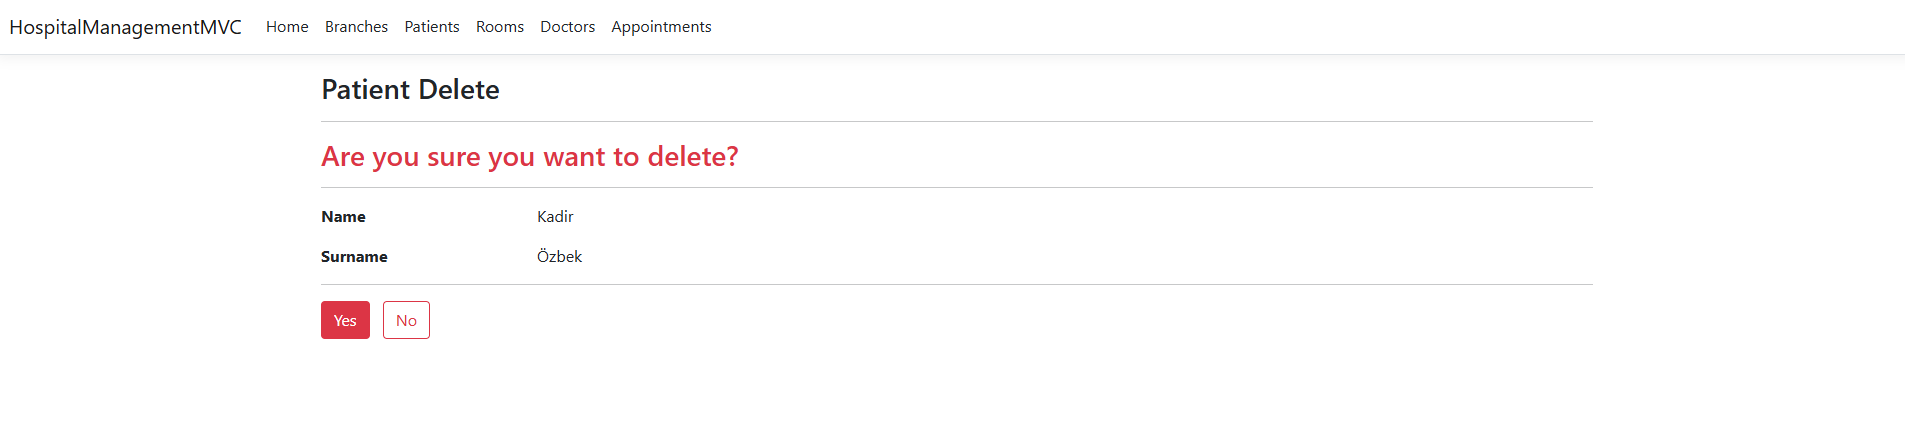 HospitalManagementMVC Home Branches Patients Rooms Doctors Appointments
Patient Delete
Are you sure you want to delete?
Name Kadir
Surname Özbek
Yes No